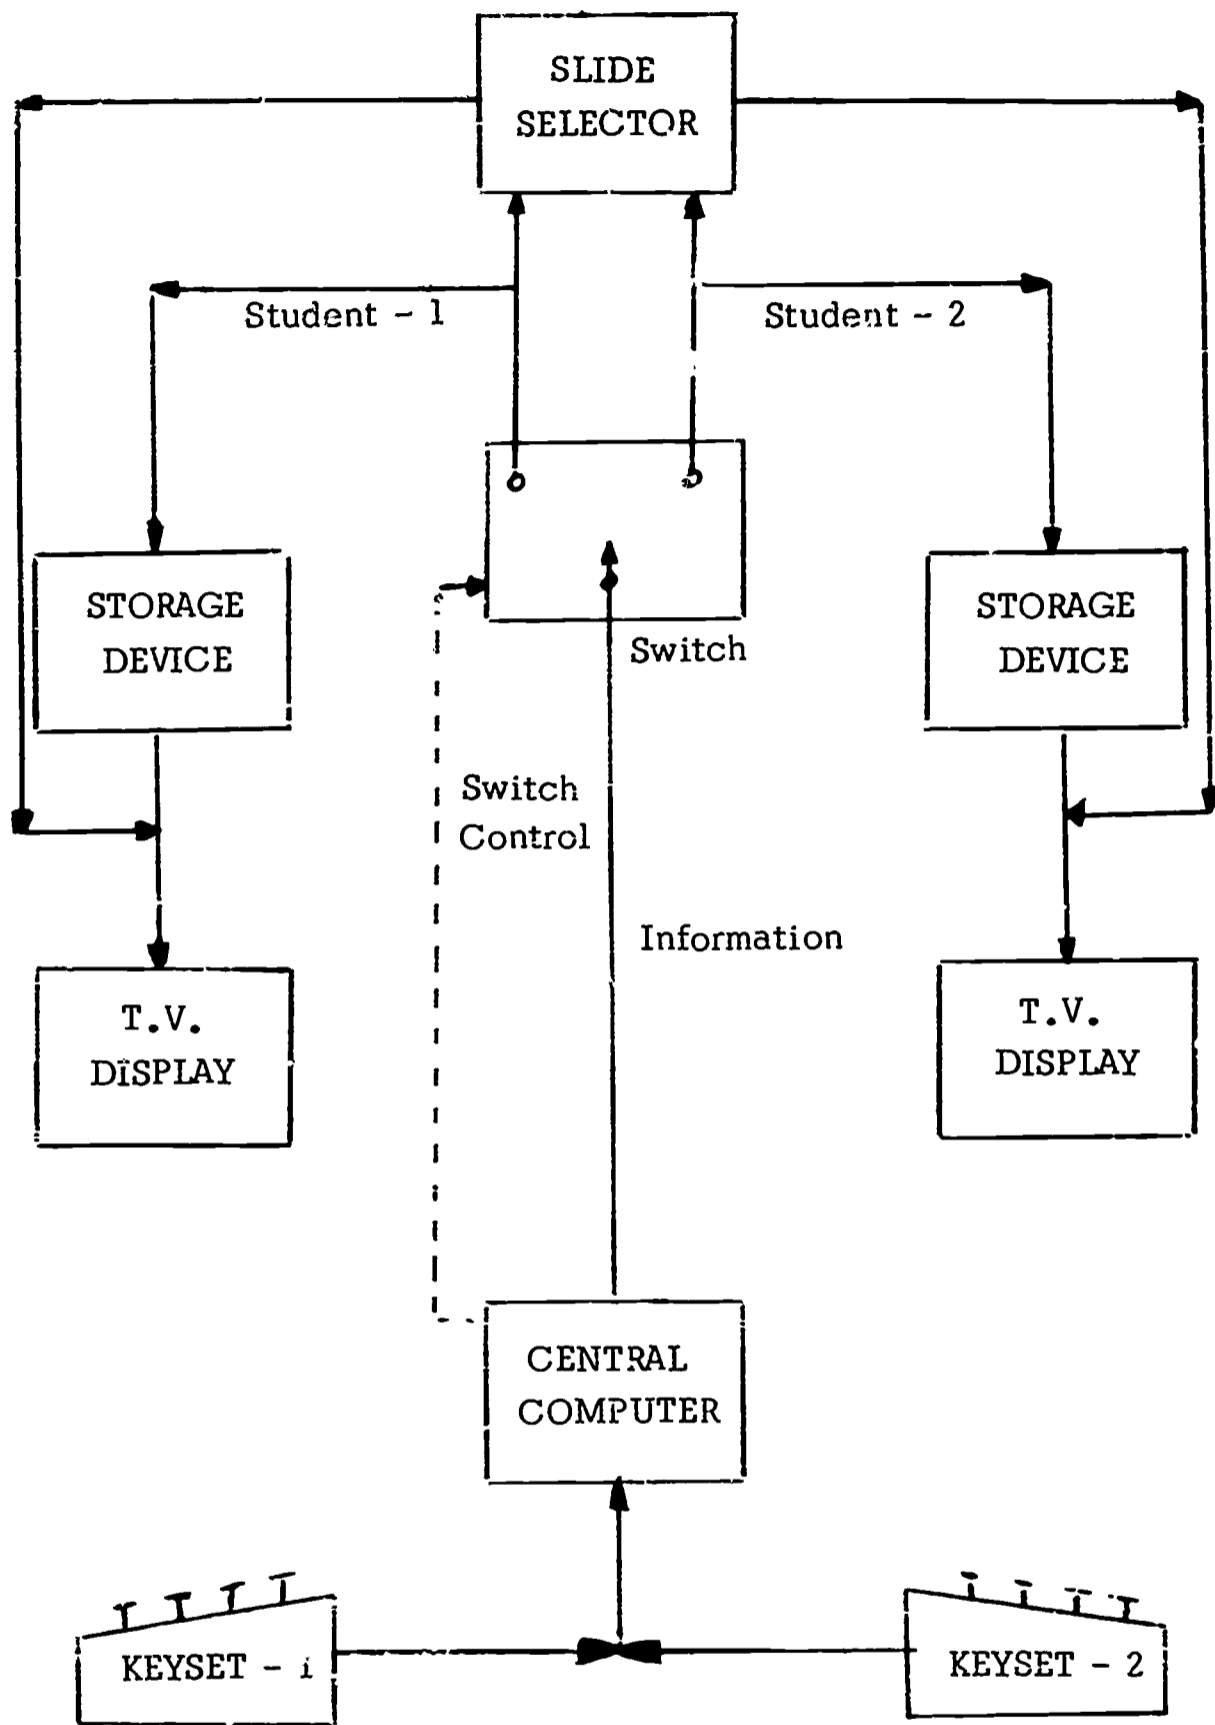 SLIDE
SELECTOR
Student - 1
Student - 2
STORAGE
DEVICE
STORAGE
DEVICE
Switch
Switch
Control
Information
T.V.
DISPLAY
T.V.
DISPLAY
CENTRAL
COMPUTER
KEYSET - 1
KEYSET - 2